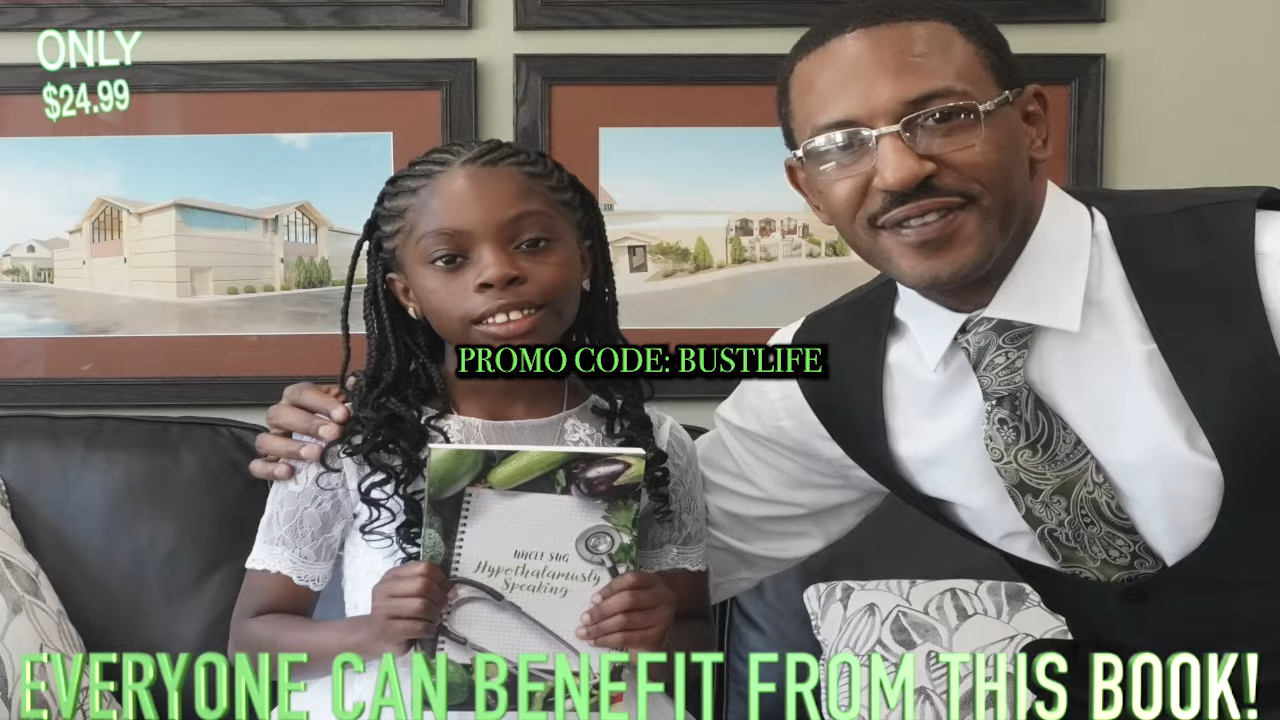 ONLY
$24.99
PROMO CODE: BUSTLIFE
UNCLE SUG
Hypothalamusly
Speaking
EVERYONE CAN BENEFIT FROM THIS BOOK!